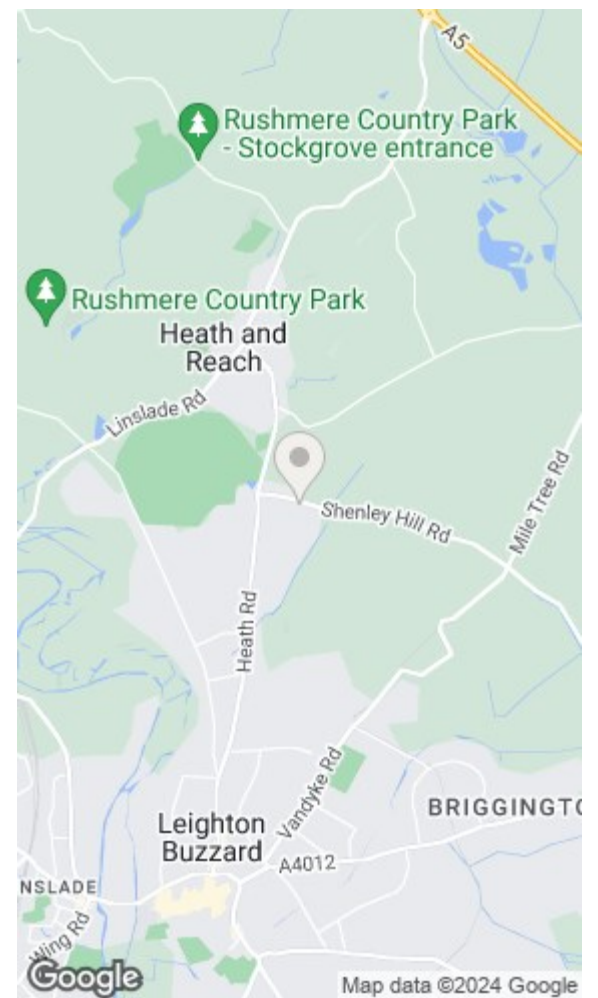 A5
Rushmere Country Park
- Stockgrove entrance
Rushmere Country Park
Heath and
Reach
Linslade Rd
Shenley Hill Rd
Mile Tree Rd
Heath Rd
Vandyke Rd
BRIGGINGTO
Leighton
Buzzard
A4012
NSLADE
Wing Rd
Google
Map data ©2024 Google